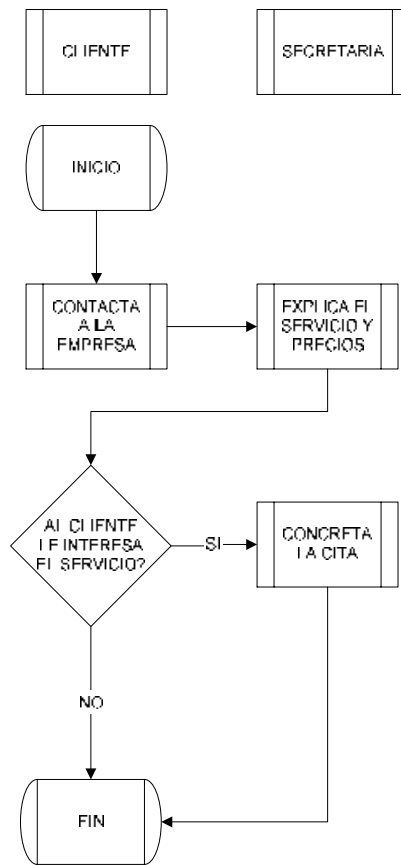 CLIENTE
SECRETARIA
INICIO
CONTACTA
A LA
EMPRESA
EXPLICA EL
SERVICIO Y
PRECIOS
AL CLIENTE
LE INTERESA
EL SERVICIO?
SI
CONCRETA
LA CITA
NO
FIN